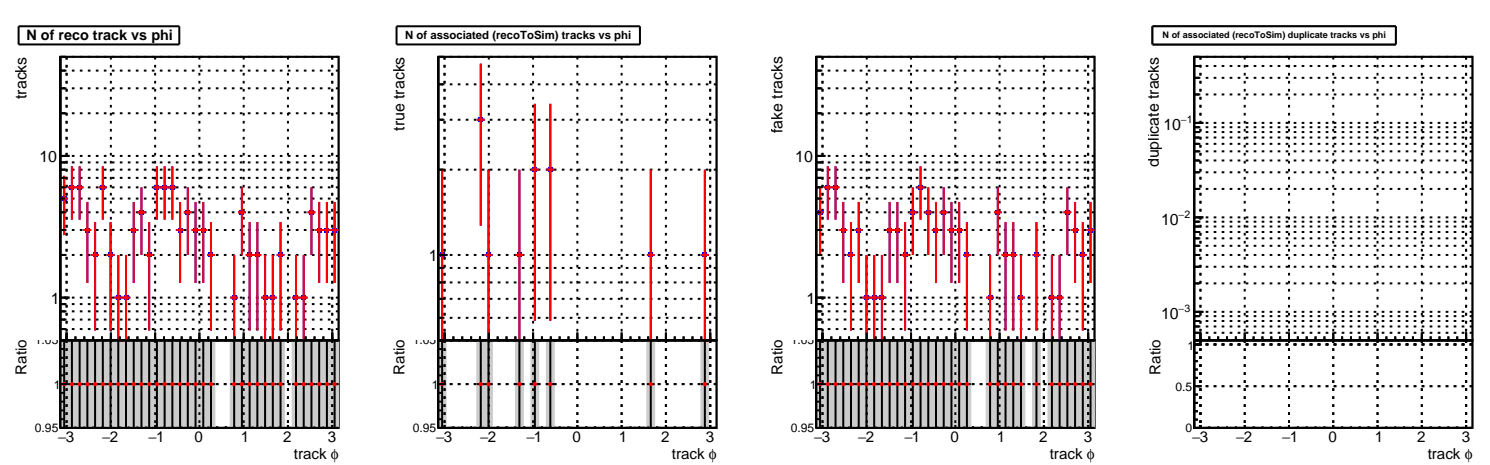 N of reco track vs phi
tracks
10
1
Ratio
1.05
1
0.95
−3 −2 −1 0 1 2 3
track ϕ
N of associated (recoToSim) tracks vs phi
true tracks
1
Ratio
1.05
1
0.95
−3 −2 −1 0 1 2 3
track ϕ
fake tracks
10
1
Ratio
1.05
1
0.95
−3 −2 −1 0 1 2 3
track ϕ
N of associated (recoToSim) duplicate tracks vs phi
duplicate tracks
10⁻¹
10⁻²
10⁻³
Ratio
1
0.5
0
−3 −2 −1 0 1 2 3
track ϕ